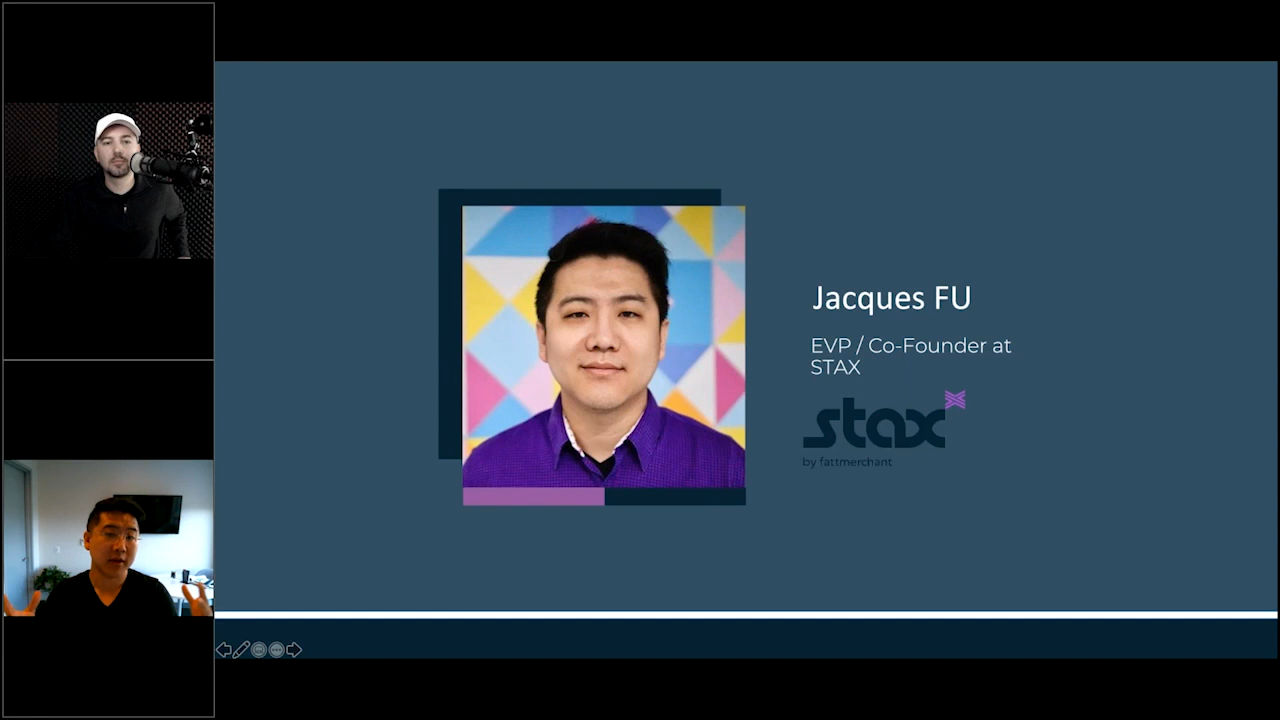 Jacques FU
EVP / Co-Founder at
STAX
stax
by fattmerchant